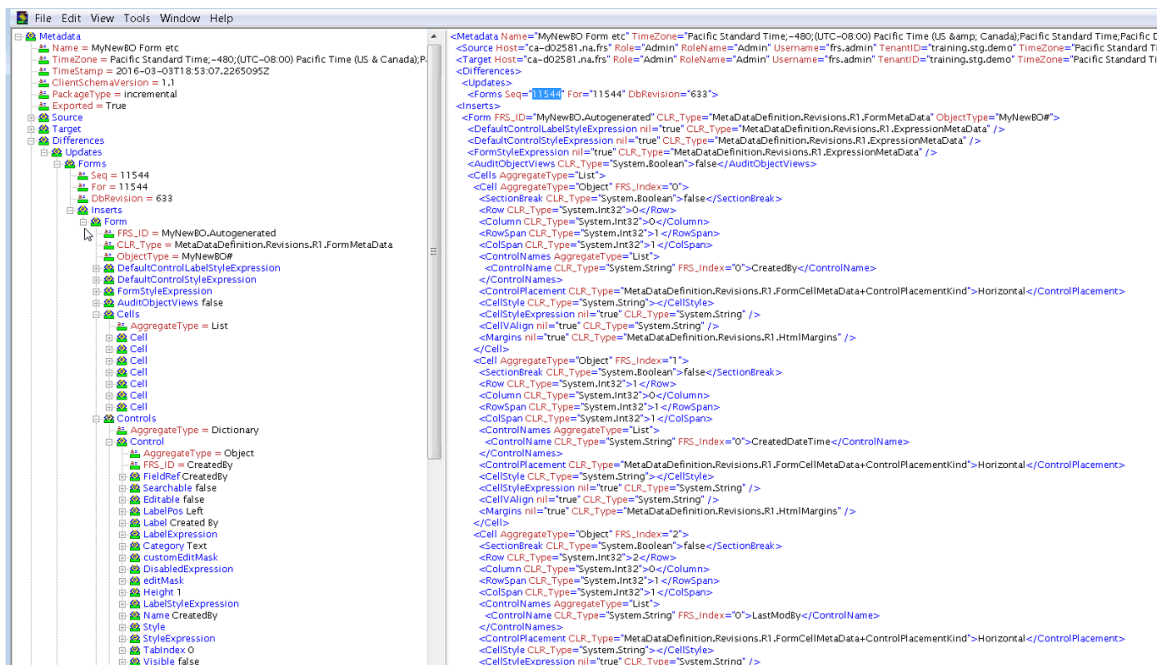 File Edit View Tools Window Help
Metadata
Name = MyNewBO Form etc
TimeZone = Pacific Standard Time;-480;(UTC-08:00) Pacific Time (US & Canada);P
TimeStamp = 2016-03-03T18:53:07.2265095Z
ClientSchemaVersion = 1.1
PackageType = incremental
Exported = True
Source
Target
Differences
Updates
Forms
Seq = 11544
For = 11544
DbRevision = 633
Inserts
Form
FRS_ID = MyNewBO.Autogenerated
CLR_Type = MetaDataDefinition.Revisions.R1.FormMetaData
ObjectType = MyNewBO#
DefaultControlLabelStyleExpression
DefaultControlStyleExpression
FormStyleExpression
AuditObjectViews false
Cells
AggregateType = List
Cell
Cell
Cell
Cell
Cell
Cell
Cell
Controls
AggregateType = Dictionary
Control
AggregateType = Object
FRS_ID = CreatedBy
FieldRef CreatedBy
Searchable false
Editable false
LabelPos Left
Label Created By
LabelExpression
Category Text
customEditMask
DisabledExpression
editMask
Height 1
LabelStyleExpression
Name CreatedBy
Style
StyleExpression
TabIndex 0
Visible false
<Metadata Name="MyNewBO Form etc" TimeZone="Pacific Standard Time;-480;(UTC-08:00) Pacific Time (US &amp; Canada);Pacific Standard Time;Pacific D
<Source Host="ca-d02581.na.frs" Role="Admin" RoleName="Admin" Username="frs.admin" TenantID="training.stg.demo" TimeZone="Pacific Standard Ti
<Target Host="ca-d02581.na.frs" Role="Admin" RoleName="Admin" Username="frs.admin" TenantID="training.stg.demo" TimeZone="Pacific Standard Ti
<Differences>
<Updates>
<Forms Seq="11544" For="11544" DbRevision="633">
<Inserts>
<Form FRS_ID="MyNewBO.Autogenerated" CLR_Type="MetaDataDefinition.Revisions.R1.FormMetaData" ObjectType="MyNewBO#">
<DefaultControlLabelStyleExpression nil="true" CLR_Type="MetaDataDefinition.Revisions.R1.ExpressionMetaData" />
<DefaultControlStyleExpression nil="true" CLR_Type="MetaDataDefinition.Revisions.R1.ExpressionMetaData" />
<FormStyleExpression nil="true" CLR_Type="MetaDataDefinition.Revisions.R1.ExpressionMetaData" />
<AuditObjectViews CLR_Type="System.Boolean">false</AuditObjectViews>
<Cells AggregateType="List">
<Cell AggregateType="Object" FRS_Index="0">
<SectionBreak CLR_Type="System.Boolean">false</SectionBreak>
<Row CLR_Type="System.Int32">0</Row>
<Column CLR_Type="System.Int32">0</Column>
<RowSpan CLR_Type="System.Int32">1</RowSpan>
<ColSpan CLR_Type="System.Int32">1</ColSpan>
<ControlNames AggregateType="List">
<ControlName CLR_Type="System.String" FRS_Index="0">CreatedBy</ControlName>
</ControlNames>
<ControlPlacement CLR_Type="MetaDataDefinition.Revisions.R1.FormCellMetaData+ControlPlacementKind">Horizontal</ControlPlacement>
<CellStyle CLR_Type="System.String"></CellStyle>
<CellStyleExpression nil="true" CLR_Type="System.String" />
<CellVAlign nil="true" CLR_Type="System.String" />
<Margins nil="true" CLR_Type="MetaDataDefinition.Revisions.R1.HtmlMargins" />
</Cell>
<Cell AggregateType="Object" FRS_Index="1">
<SectionBreak CLR_Type="System.Boolean">false</SectionBreak>
<Row CLR_Type="System.Int32">1</Row>
<Column CLR_Type="System.Int32">0</Column>
<RowSpan CLR_Type="System.Int32">1</RowSpan>
<ColSpan CLR_Type="System.Int32">1</ColSpan>
<ControlNames AggregateType="List">
<ControlName CLR_Type="System.String" FRS_Index="0">CreatedDateTime</ControlName>
</ControlNames>
<ControlPlacement CLR_Type="MetaDataDefinition.Revisions.R1.FormCellMetaData+ControlPlacementKind">Horizontal</ControlPlacement>
<CellStyle CLR_Type="System.String"></CellStyle>
<CellStyleExpression nil="true" CLR_Type="System.String" />
<CellVAlign nil="true" CLR_Type="System.String" />
<Margins nil="true" CLR_Type="MetaDataDefinition.Revisions.R1.HtmlMargins" />
</Cell>
<Cell AggregateType="Object" FRS_Index="2">
<SectionBreak CLR_Type="System.Boolean">false</SectionBreak>
<Row CLR_Type="System.Int32">2</Row>
<Column CLR_Type="System.Int32">0</Column>
<RowSpan CLR_Type="System.Int32">1</RowSpan>
<ColSpan CLR_Type="System.Int32">1</ColSpan>
<ControlNames AggregateType="List">
<ControlName CLR_Type="System.String" FRS_Index="0">LastModBy</ControlName>
</ControlNames>
<ControlPlacement CLR_Type="MetaDataDefinition.Revisions.R1.FormCellMetaData+ControlPlacementKind">Horizontal</ControlPlacement>
<CellStyle CLR_Type="System.String"></CellStyle>
<CellStyleExpression nil="true" CLR_Type="System.String" />